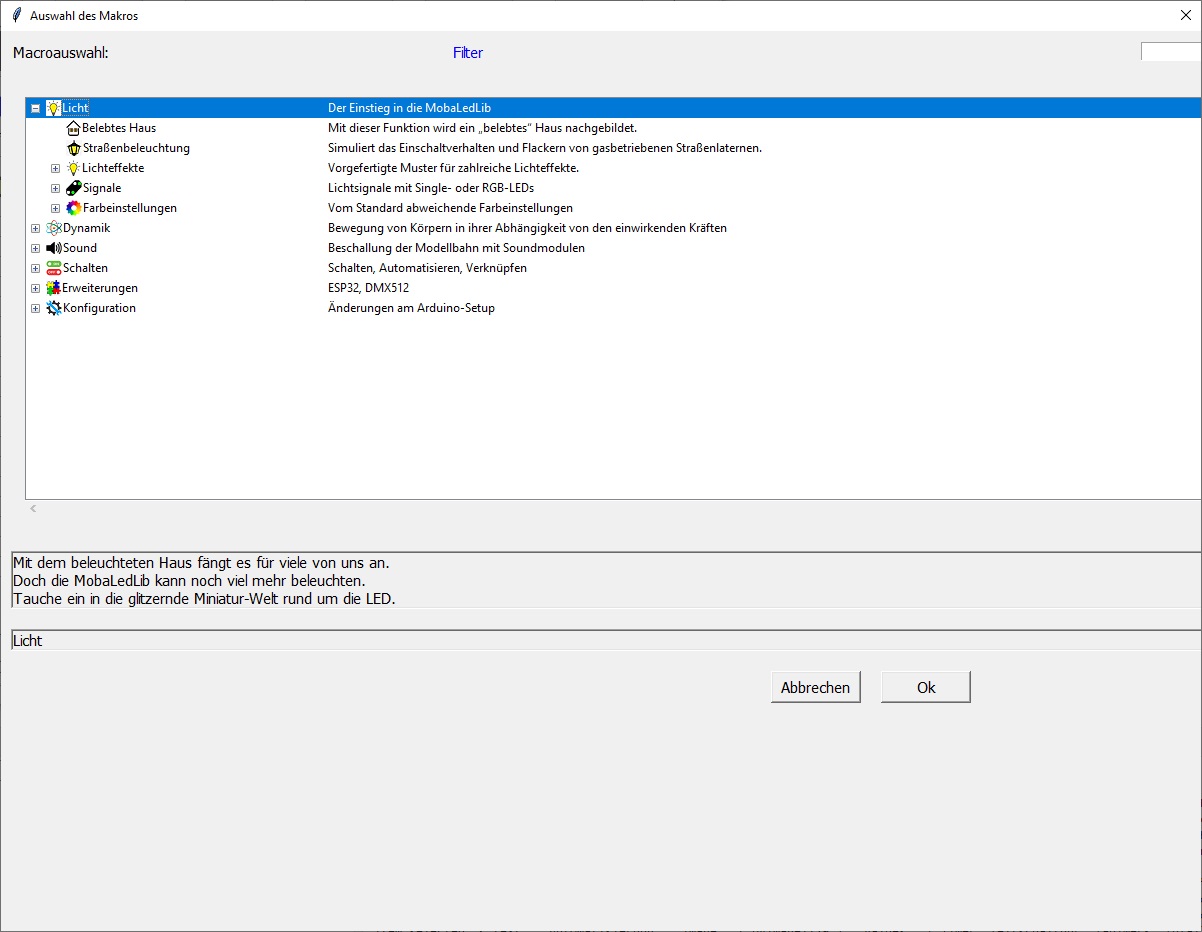 Auswahl des Makros
Macroauswahl:
Filter
Licht Der Einstieg in die MobaLedLib
Belebtes Haus Mit dieser Funktion wird ein „belebtes“ Haus nachgebildet.
Straßenbeleuchtung Simuliert das Einschaltverhalten und Flackern von gasbetriebenen Straßenlaternen.
Lichteffekte Vorgefertigte Muster für zahlreiche Lichteffekte.
Signale Lichtsignale mit Single- oder RGB-LEDs
Farbeinstellungen Vom Standard abweichende Farbeinstellungen
Dynamik Bewegung von Körpern in ihrer Abhängigkeit von den einwirkenden Kräften
Sound Beschallung der Modellbahn mit Soundmodulen
Schalten Schalten, Automatisieren, Verknüpfen
Erweiterungen ESP32, DMX512
Konfiguration Änderungen am Arduino-Setup
Mit dem beleuchteten Haus fängt es für viele von uns an.
Doch die MobaLedLib kann noch viel mehr beleuchten.
Tauche ein in die glitzernde Miniatur-Welt rund um die LED.
Licht
Abbrechen Ok